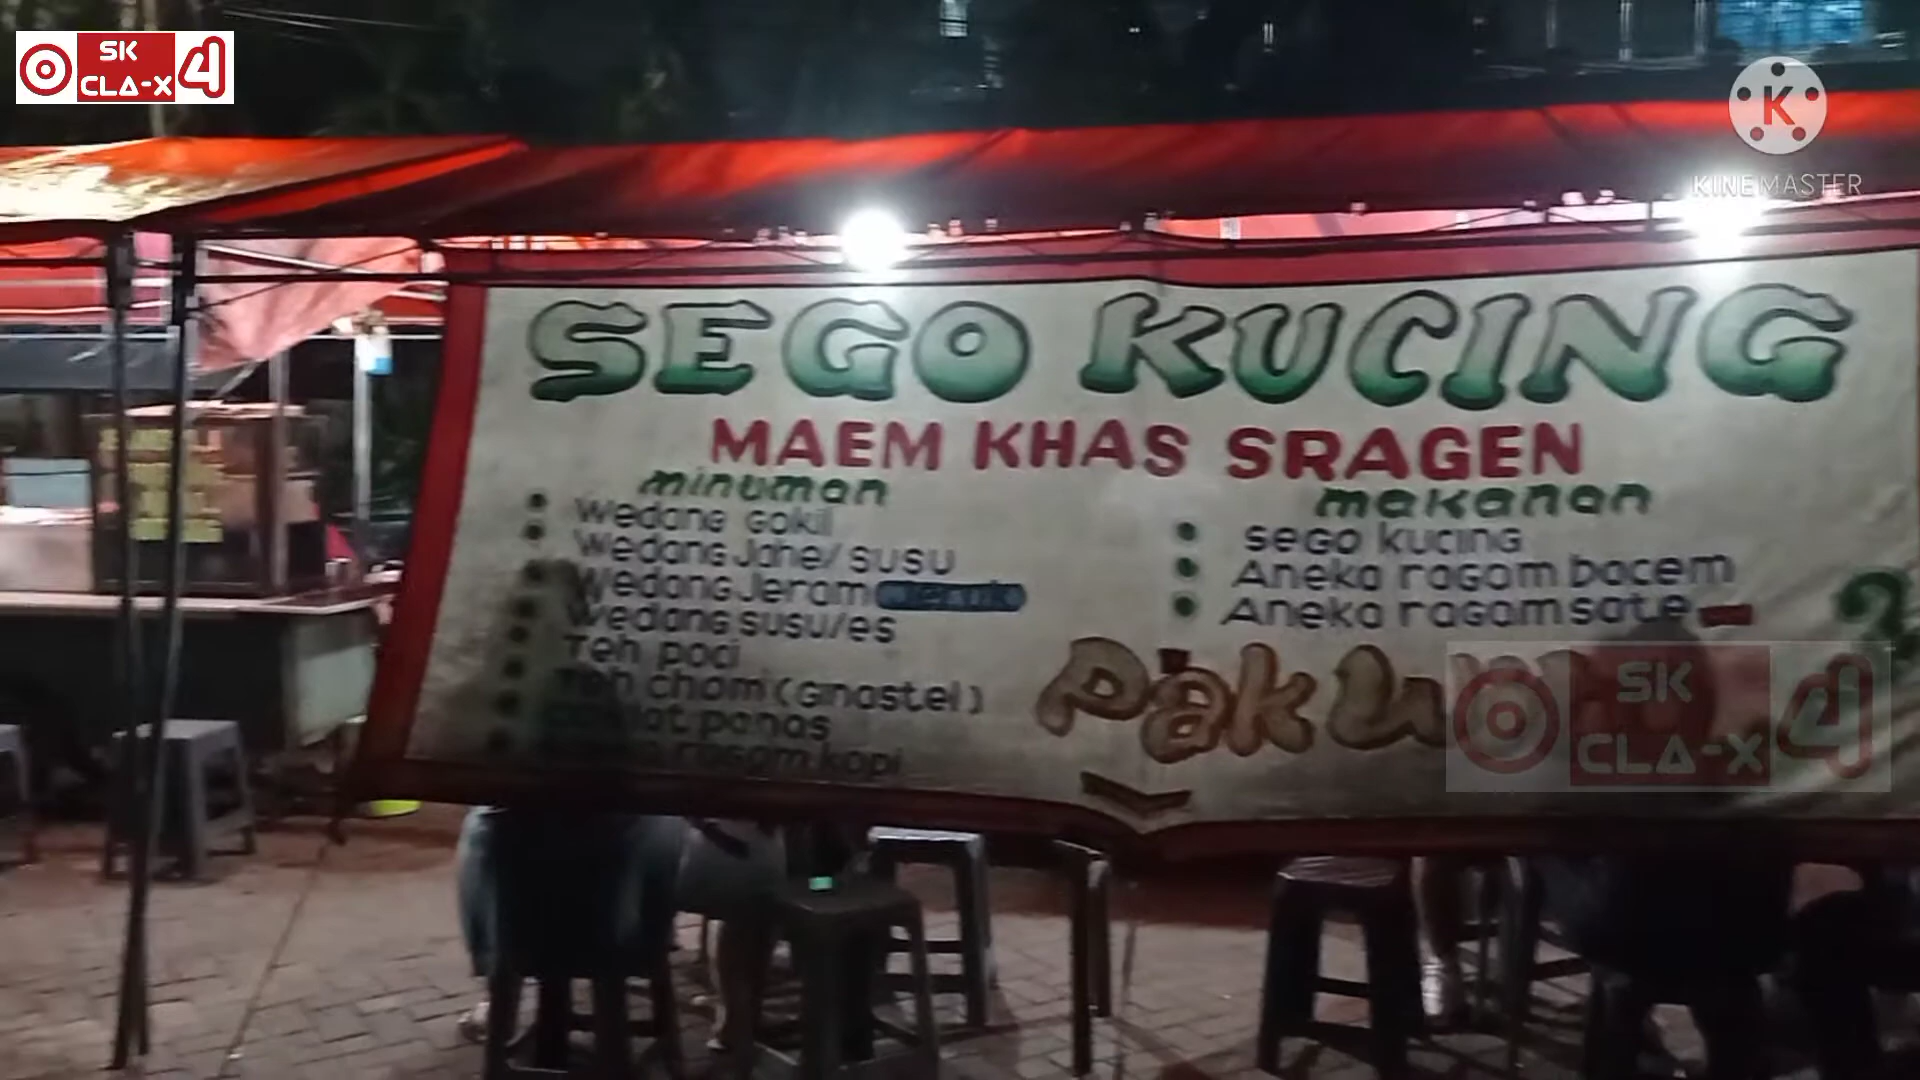 SK
CLA-X
KINEMASTER
SEGO KUCING
MAEM KHAS SRAGEN
minuman
Wedang Gokil
Wedang Jahe/susu
Wedang Jeram
Wedang susu/es
Teh poci
Teh chami (Ginastel)
panas
ragam kopi
makanan
sego kucing
Aneka ragam bacem
Aneka ragam sate
Pak
SK
CLA-X